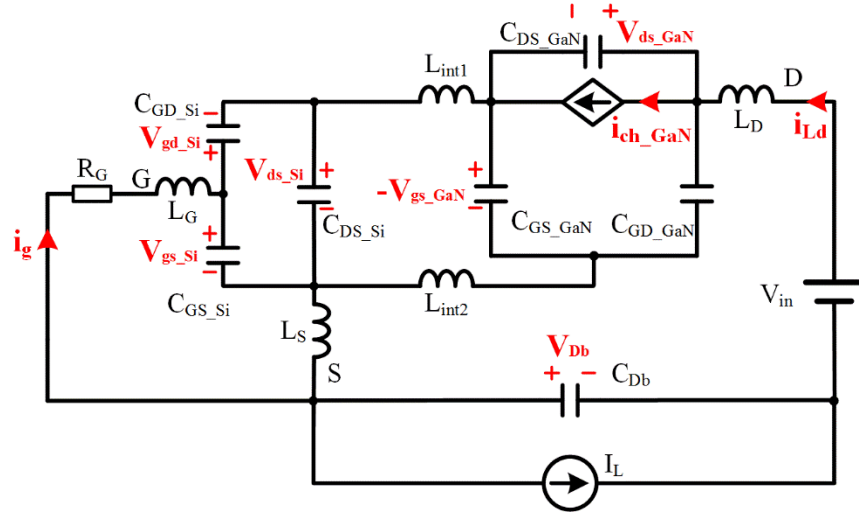 C_DS_GaN
− +
V_ds_GaN
L_int1
D
C_GD_Si
−
V_gd_Si
+
i_ch_GaN
L_D
i_Ld
R_G
G
L_G
V_ds_Si
+
−
-V_gs_GaN
+
−
i_g
+
V_gs_Si
−
C_DS_Si
C_GS_GaN
C_GD_GaN
C_GS_Si
L_int2
V_in
L_S
S
V_Db
+ −
C_Db
I_L